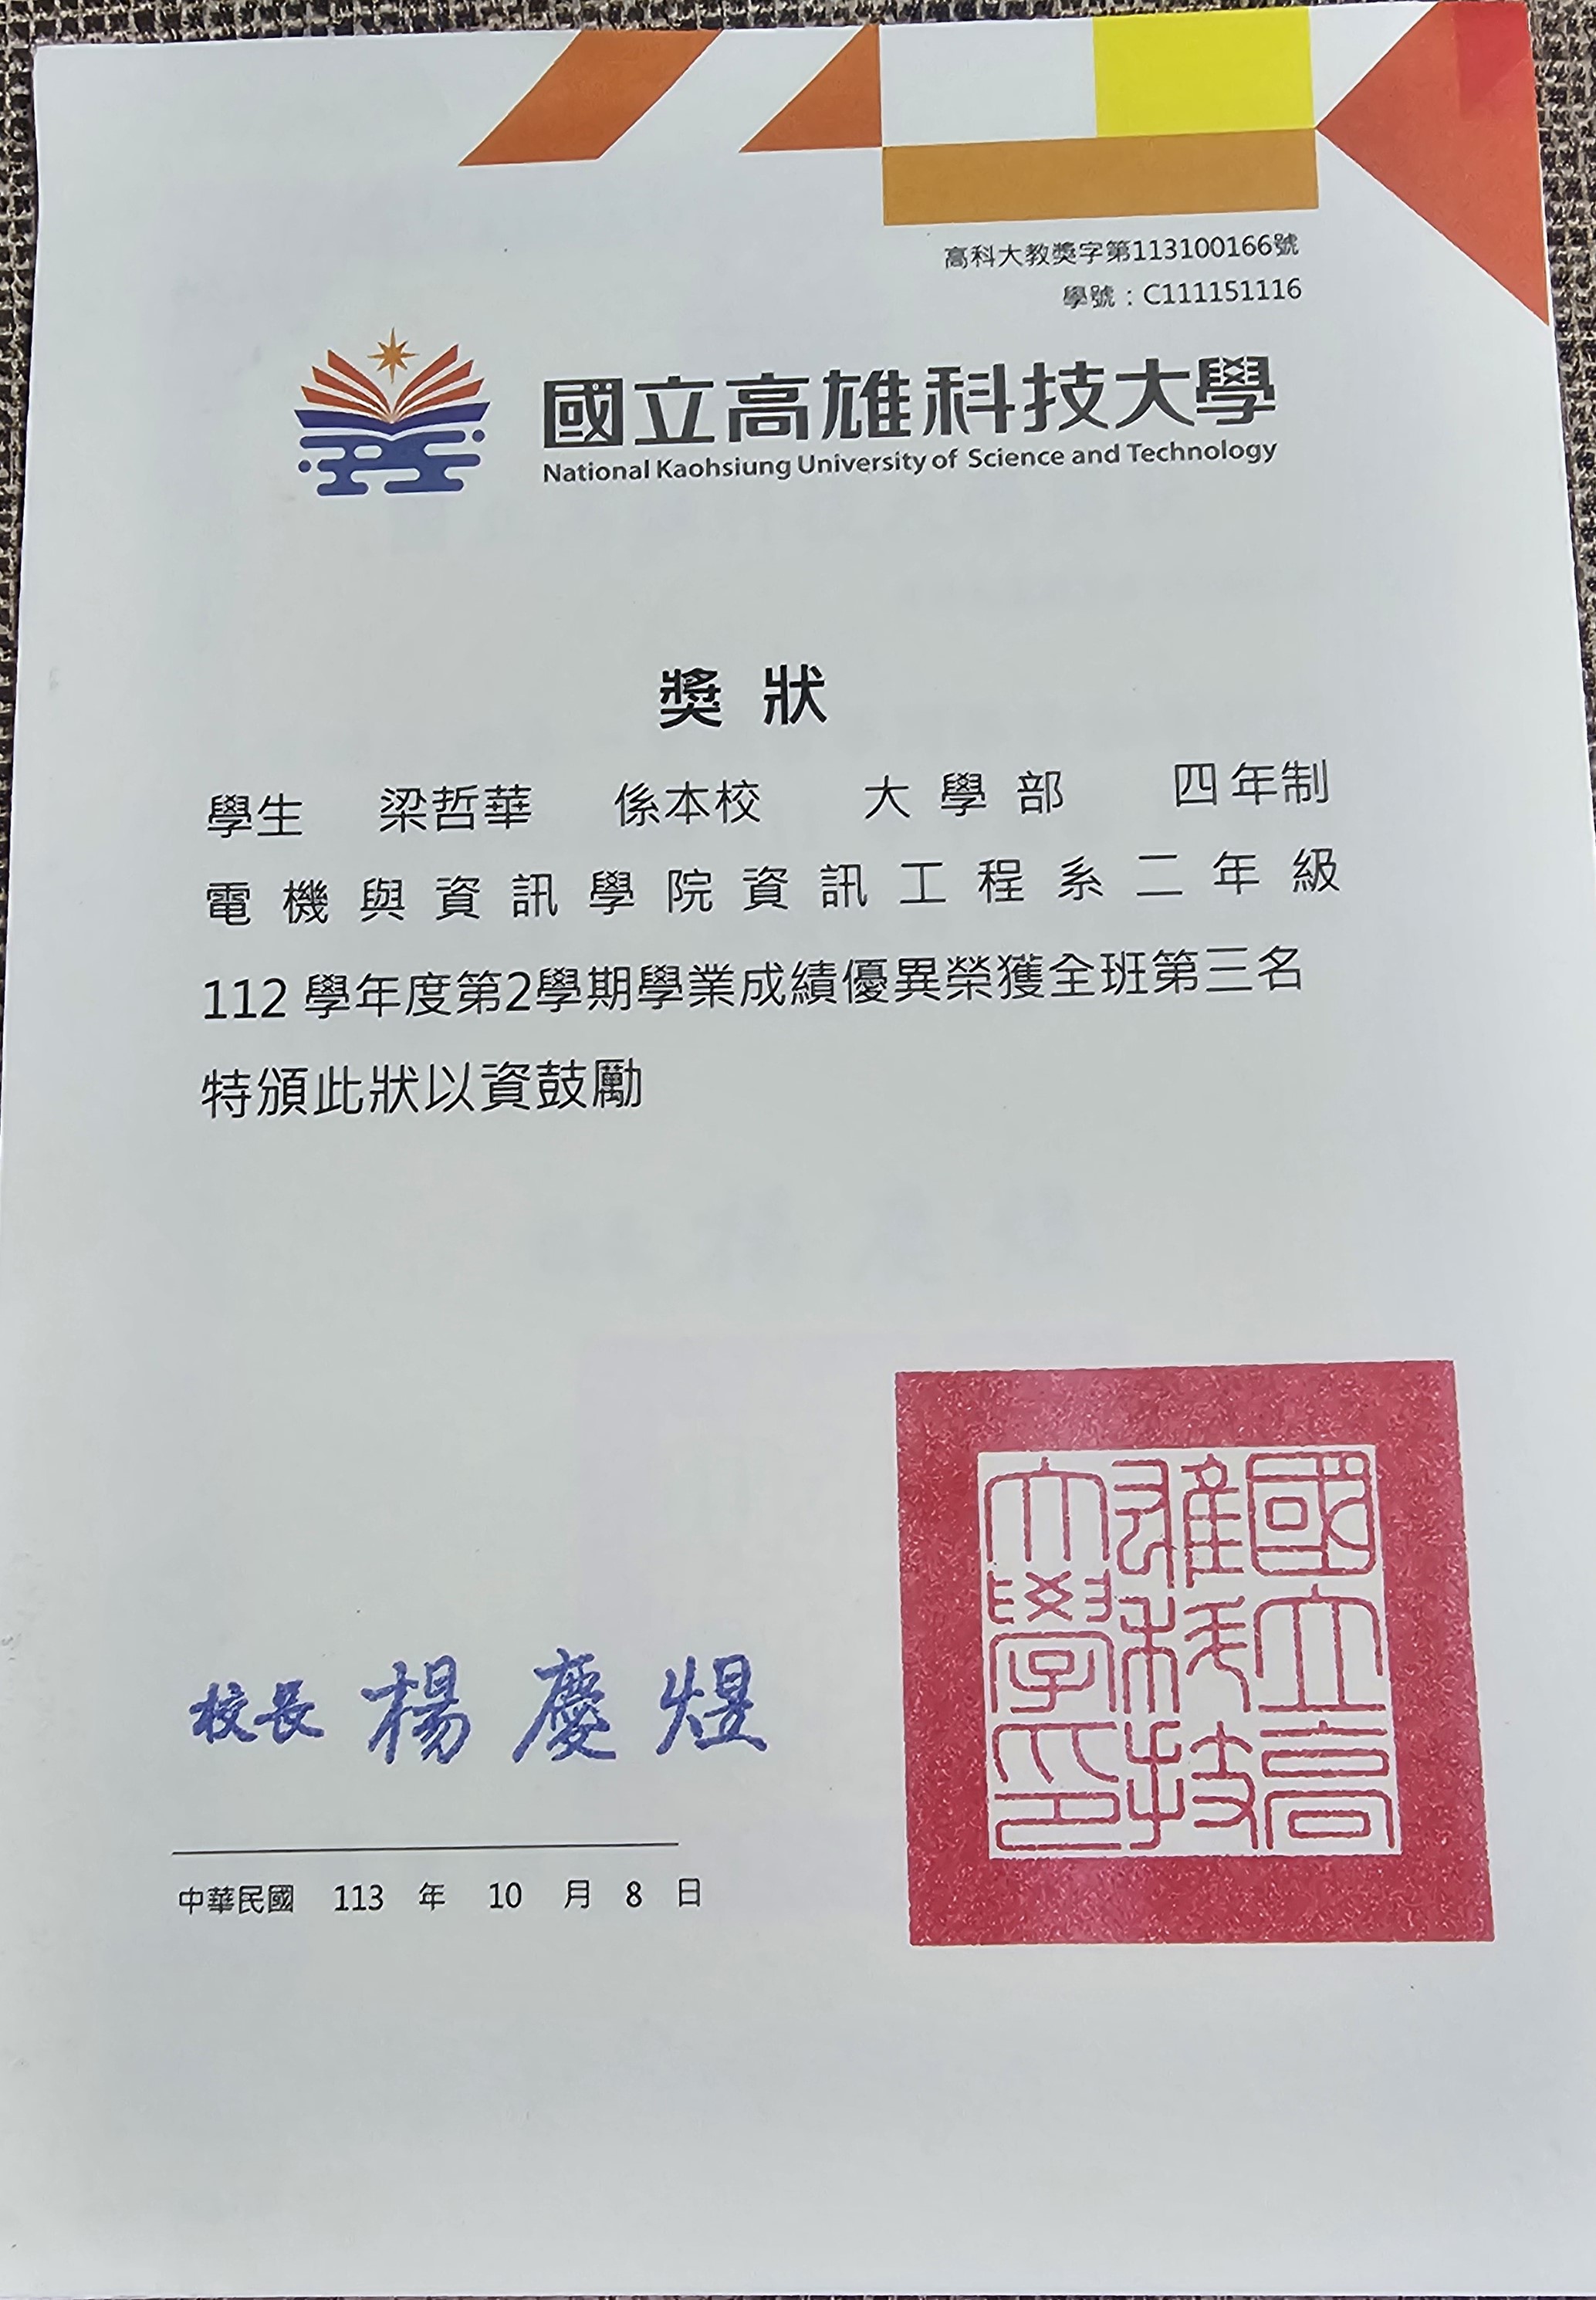 高科大教獎字第113100166號
學號：C111151116
國立高雄科技大學
National Kaohsiung University of Science and Technology
獎狀
學生 梁哲華 係本校 大學部 四年制
電機與資訊學院資訊工程系二年級
112 學年度第2學期學業成績優異榮獲全班第三名
特頒此狀以資鼓勵
國立高
雄科技
大學印
校長 楊慶煜
中華民國 113 年 10 月 8 日